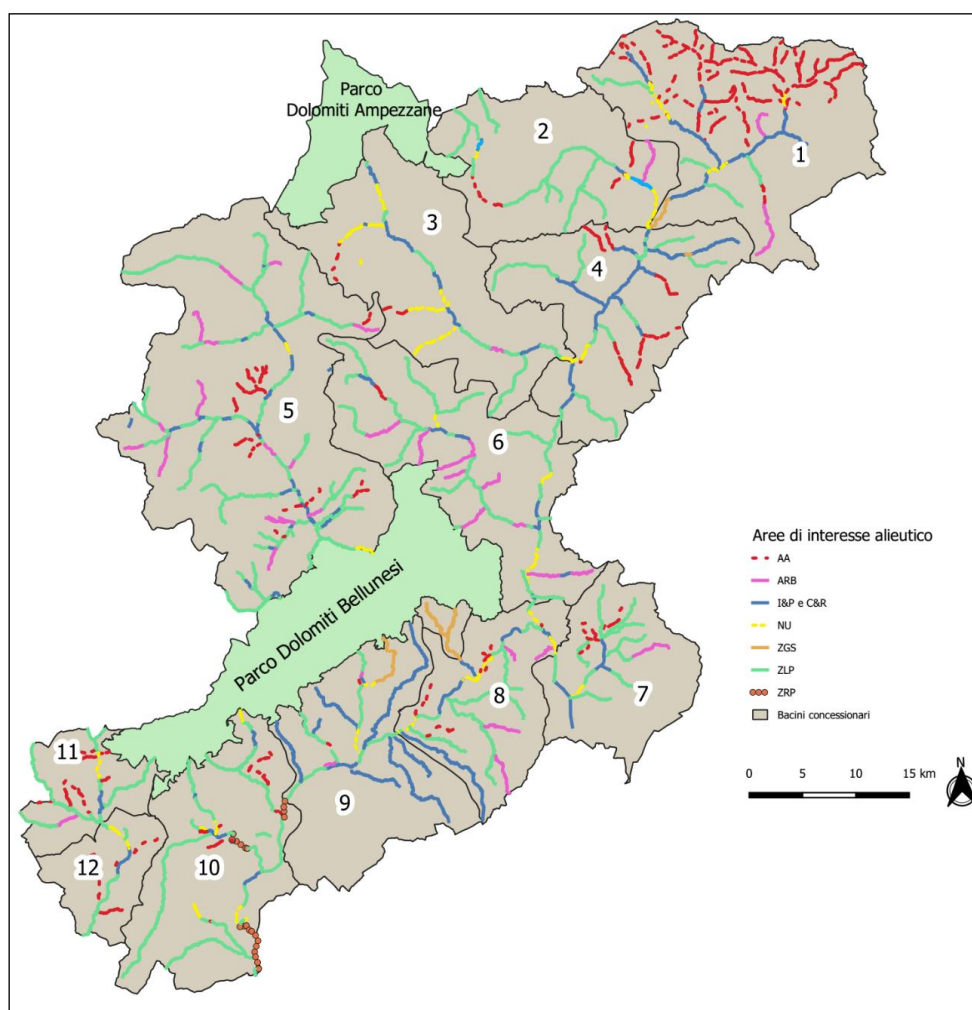 Parco
Dolomiti Ampezzane
2
1
3
4
5
6
Parco Dolomiti Bellunesi
7
8
9
10
11
12
Aree di interesse alieutico
AA
ARB
I&P e C&R
NU
ZGS
ZLP
ZRP
Bacini concessionari
0 5 10 15 km
N